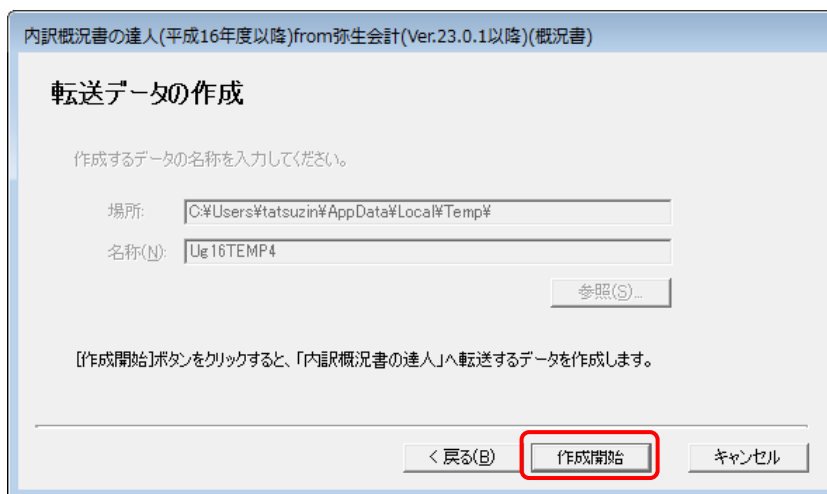 内訳概況書の達人(平成16年度以降)from弥生会計(Ver.23.0.1以降)(概況書)
転送データの作成
作成するデータの名称を入力してください。
場所: C:¥Users¥tatsuzin¥AppData¥Local¥Temp¥
名称(N): Ug16TEMP4
参照(S)...
[作成開始]ボタンをクリックすると、「内訳概況書の達人」へ転送するデータを作成します。
< 戻る(B) 作成開始 キャンセル